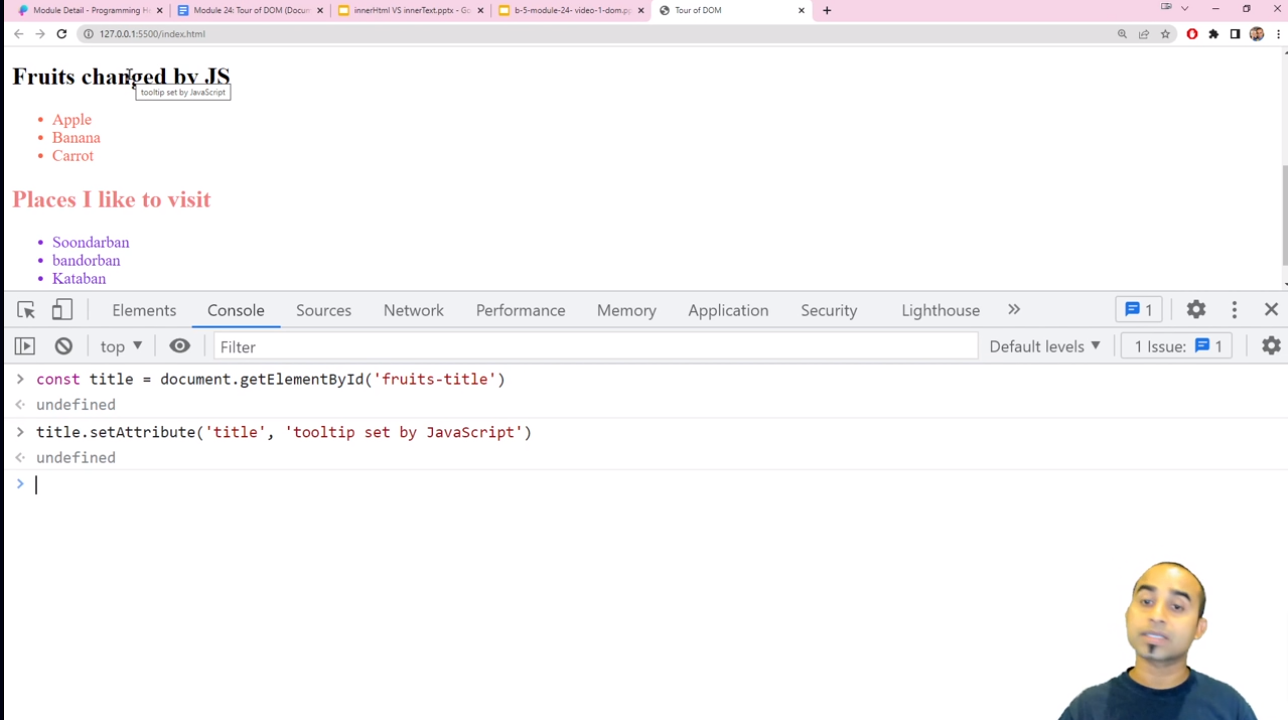 Module Detail - Programming H
Module 24: Tour of DOM (Docum
innerHtml VS innerText.pptx - Go
b-5-module-24- video-1-dom.pp
Tour of DOM
127.0.0.1:5500/index.html
Fruits changed by JS
tooltip set by JavaScript
Apple
Banana
Carrot
Places I like to visit
Soondarban
bandorban
Kataban
Elements Console Sources Network Performance Memory Application Security Lighthouse 1
top Filter Default levels 1 Issue: 1
const title = document.getElementById('fruits-title')
undefined
title.setAttribute('title', 'tooltip set by JavaScript')
undefined